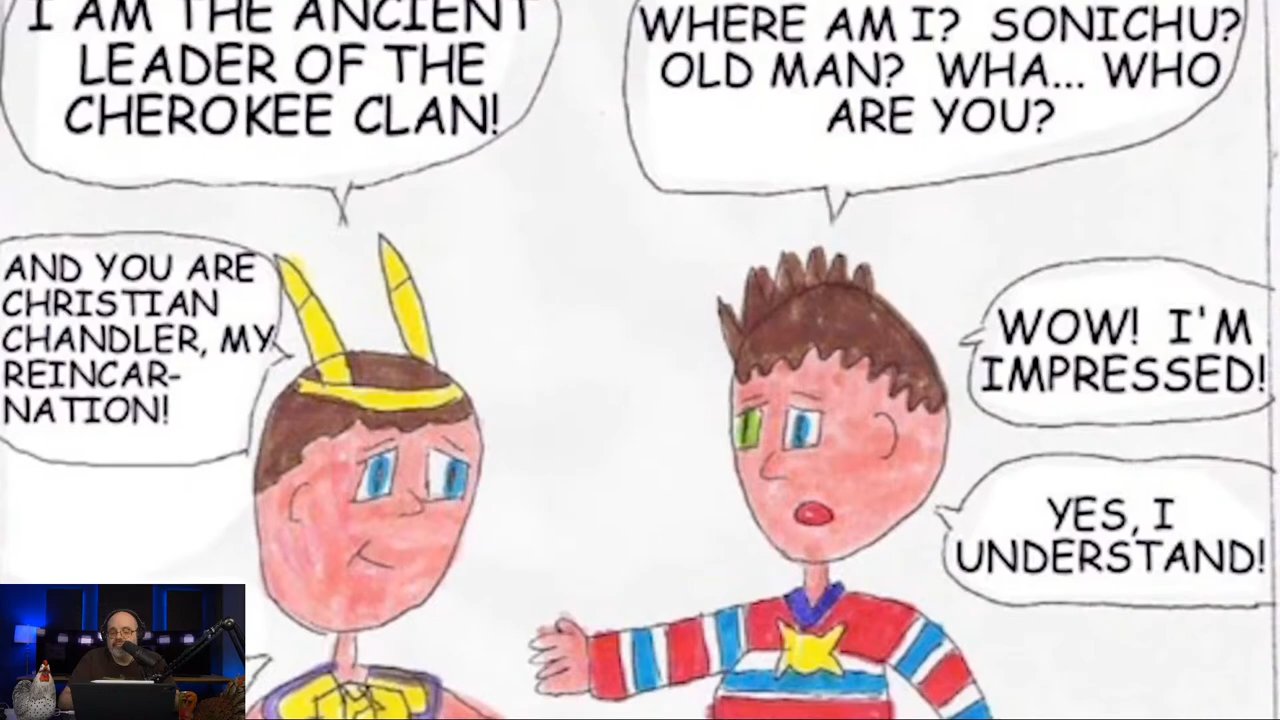 I AM THE ANCIENT
LEADER OF THE
CHEROKEE CLAN!
AND YOU ARE
CHRISTIAN
CHANDLER, MY
REINCAR-
NATION!
WHERE AM I? SONICHU?
OLD MAN? WHA... WHO
ARE YOU?
WOW! I'M
IMPRESSED!
YES, I
UNDERSTAND!